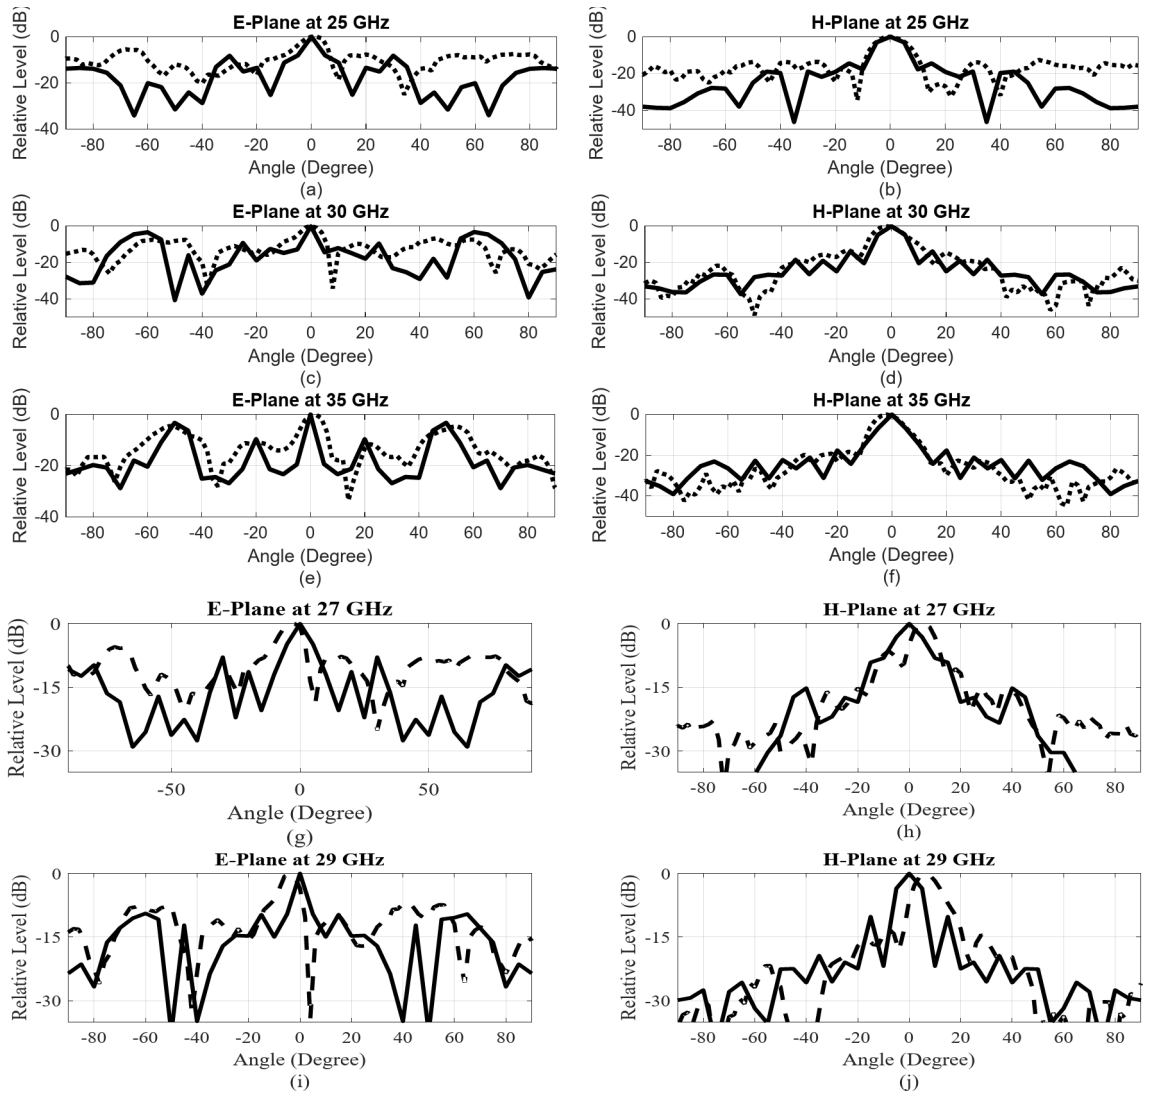 E-Plane at 25 GHz
Relative Level (dB)
0
-20
-40
-80 -60 -40 -20 0 20 40 60 80
Angle (Degree)
(a)
H-Plane at 25 GHz
Relative Level (dB)
0
-20
-40
-80 -60 -40 -20 0 20 40 60 80
Angle (Degree)
(b)
E-Plane at 30 GHz
Relative Level (dB)
0
-20
-40
-80 -60 -40 -20 0 20 40 60 80
Angle (Degree)
(c)
H-Plane at 30 GHz
Relative Level (dB)
0
-20
-40
-80 -60 -40 -20 0 20 40 60 80
Angle (Degree)
(d)
E-Plane at 35 GHz
Relative Level (dB)
0
-20
-40
-80 -60 -40 -20 0 20 40 60 80
Angle (Degree)
(e)
H-Plane at 35 GHz
Relative Level (dB)
0
-20
-40
-80 -60 -40 -20 0 20 40 60 80
Angle (Degree)
(f)
E-Plane at 27 GHz
Relative Level (dB)
0
-15
-30
-50 0 50
Angle (Degree)
(g)
H-Plane at 27 GHz
Relative Level (dB)
0
-15
-30
-80 -60 -40 -20 0 20 40 60 80
Angle (Degree)
(h)
E-Plane at 29 GHz
Relative Level (dB)
0
-15
-30
-80 -60 -40 -20 0 20 40 60 80
Angle (Degree)
(i)
H-Plane at 29 GHz
Relative Level (dB)
0
-15
-30
-80 -60 -40 -20 0 20 40 60 80
Angle (Degree)
(j)